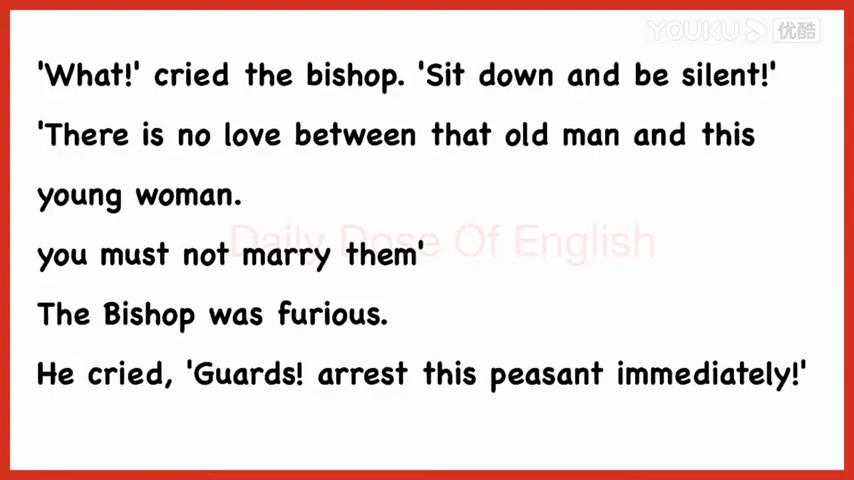 YOUKU 优酷
'What!' cried the bishop. 'Sit down and be silent!'
'There is no love between that old man and this
young woman.
Daily Dose Of English
you must not marry them'
The Bishop was furious.
He cried, 'Guards! arrest this peasant immediately!'